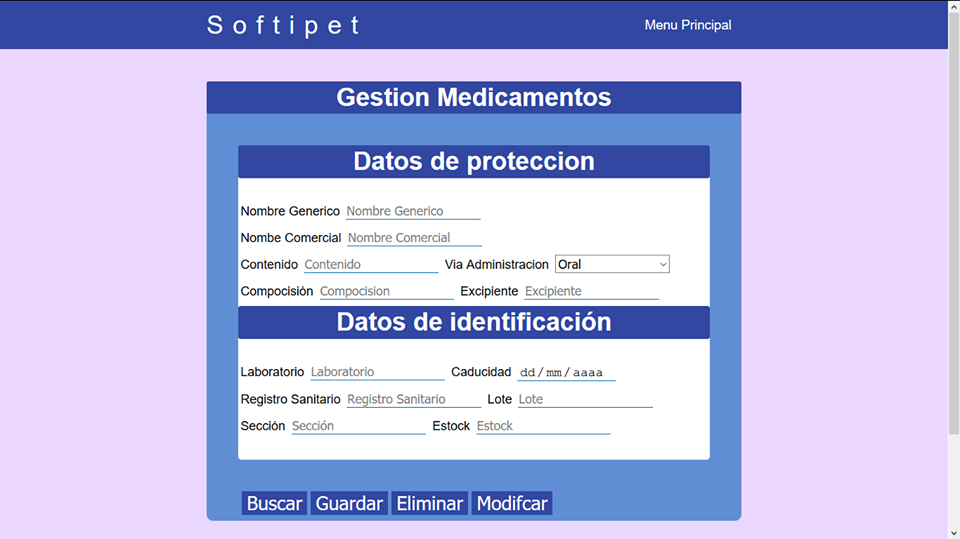 Softipet Menu Principal
Gestion Medicamentos
Datos de proteccion
Nombre Generico Nombre Generico
Nombe Comercial Nombre Comercial
Contenido Contenido Via Administracion Oral
Compocisión Compocision Excipiente Excipiente
Datos de identificación
Laboratorio Laboratorio Caducidad dd/mm/aaaa
Registro Sanitario Registro Sanitario Lote Lote
Sección Sección Estock Estock
Buscar Guardar Eliminar Modifcar